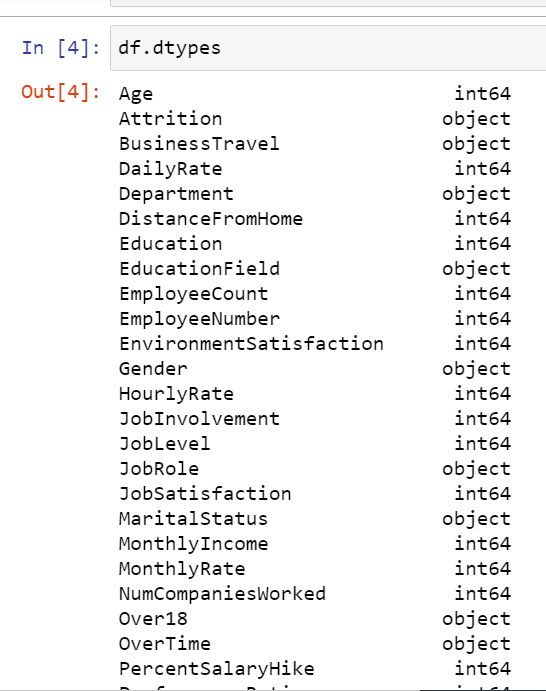 In [4]: df.dtypes
Out[4]: Age int64
Attrition object
BusinessTravel object
DailyRate int64
Department object
DistanceFromHome int64
Education int64
EducationField object
EmployeeCount int64
EmployeeNumber int64
EnvironmentSatisfaction int64
Gender object
HourlyRate int64
JobInvolvement int64
JobLevel int64
JobRole object
JobSatisfaction int64
MaritalStatus object
MonthlyIncome int64
MonthlyRate int64
NumCompaniesWorked int64
Over18 object
OverTime object
PercentSalaryHike int64